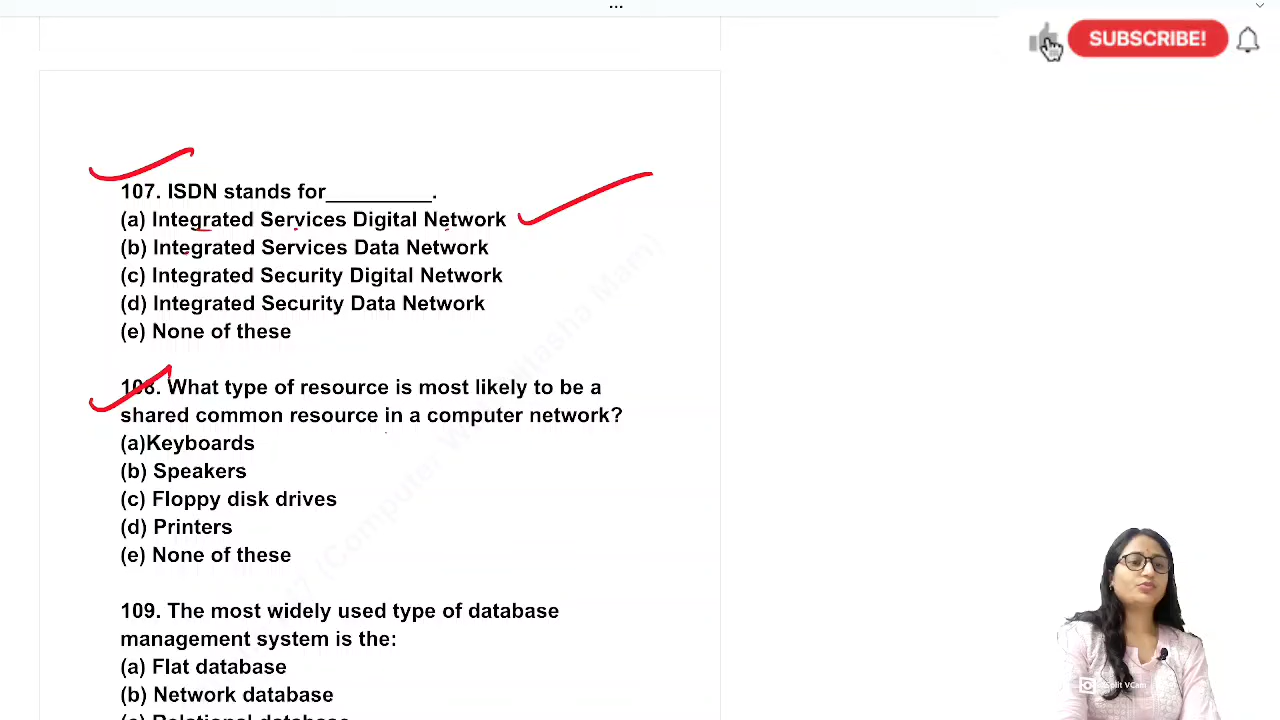 ...
SUBSCRIBE!
107. ISDN stands for_________.
(a) Integrated Services Digital Network
(b) Integrated Services Data Network
(c) Integrated Security Digital Network
(d) Integrated Security Data Network
(e) None of these
108. What type of resource is most likely to be a
shared common resource in a computer network?
(a)Keyboards
(b) Speakers
(c) Floppy disk drives
(d) Printers
(e) None of these
109. The most widely used type of database
management system is the:
(a) Flat database
(b) Network database
(c) Relational database